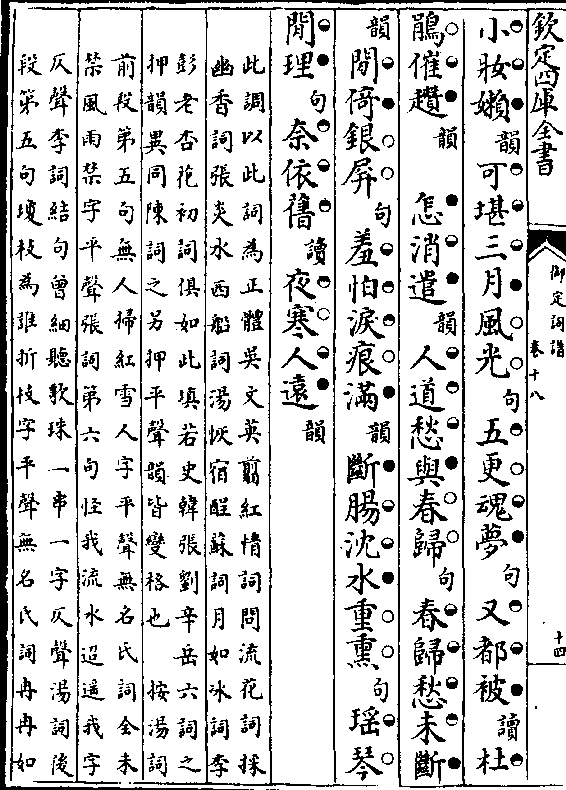 欽定四庫全書
御定詞譜
卷十八
十四
小妝嬾韻可堪三月風光句五更魂夢句又都被讀杜
鵑催趲韻　怎消遣韻人道愁與春歸句春歸愁未斷
韻閒倚銀屏句羞怕淚痕滿韻斷腸沈水重熏句瑶琴
閒理句奈依舊讀夜寒人遠韻
此調以此詞為正體吳文英翦紅情詞問流花詞採
幽香詞張炎水西船詞湯恢宿酲蘇詞月如冰詞李
彭老杏花初詞俱如此填若史韓張劉辛岳六詞之
押韻異同陳詞之另押平聲韻皆變格也　按湯詞
前段第五句無人掃紅雪人字平聲無名氏詞全未
禁風雨禁字平聲張詞第六句怪我流水迢遥我字
仄聲李詞結句曾細聽歌珠一串一字仄聲湯詞後
段第五句瓊枝為誰折枝字平聲無名氏詞冉冉如